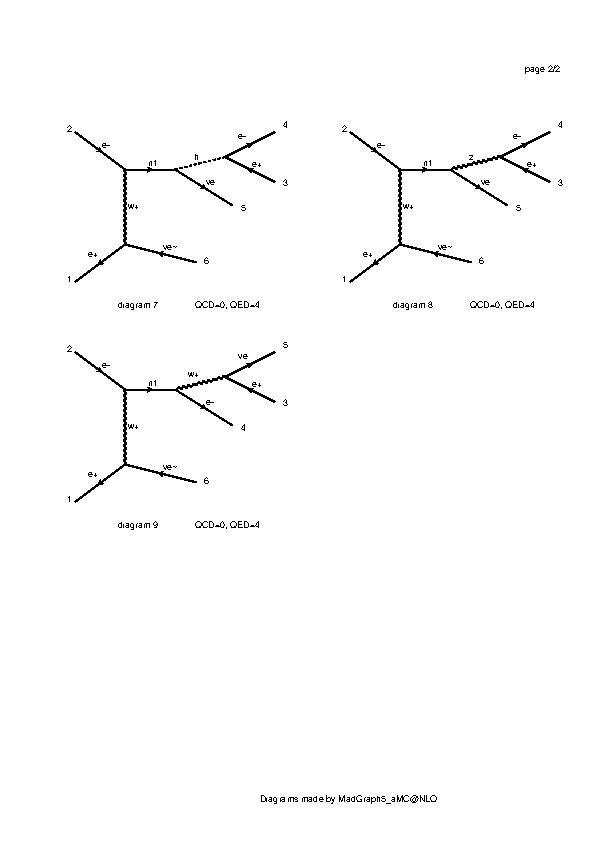 page 2/2
2
e-
n1
h
e-
4
e+
3
ve
5
w+
e+
1
ve~
6
diagram 7 QCD=0, QED=4
2
e-
n1
z
e-
4
e+
3
ve
5
w+
e+
1
ve~
6
diagram 8 QCD=0, QED=4
2
e-
n1
w+
ve
5
e+
3
e-
4
w+
e+
1
ve~
6
diagram 9 QCD=0, QED=4
Diagrams made by MadGraph5_aMC@NLO